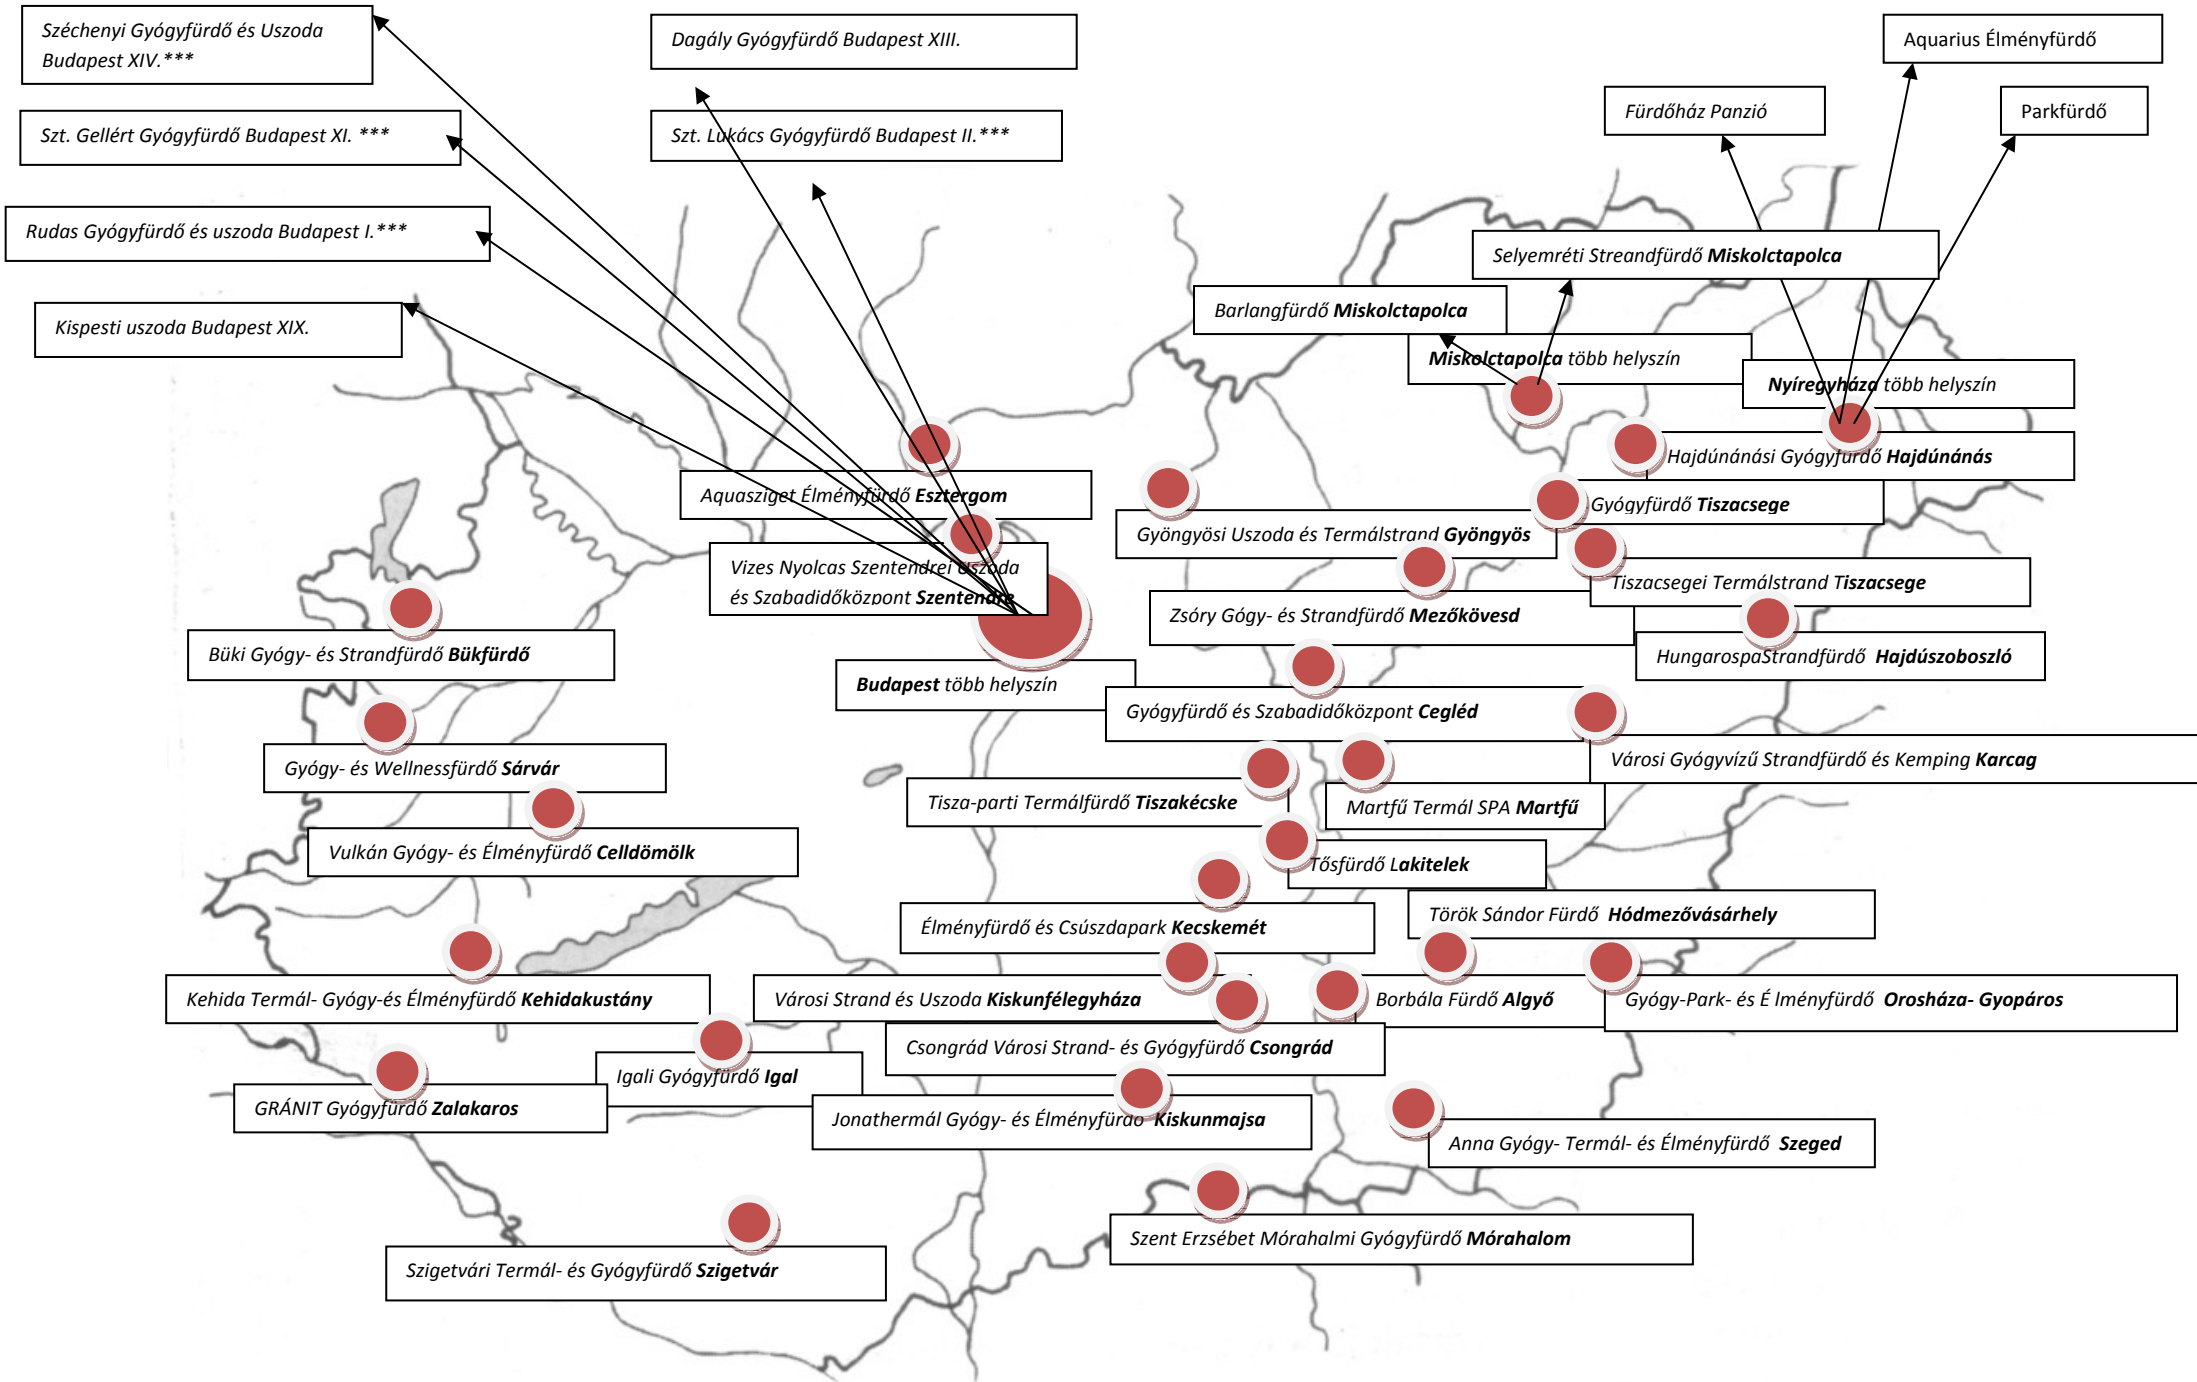 Széchenyi Gyógyfürdő és Uszoda
Budapest XIV.***
Dagály Gyógyfürdő Budapest XIII.
Aquarius Élményfürdő
Szt. Gellért Gyógyfürdő Budapest XI. ***
Szt. Lukács Gyógyfürdő Budapest II.***
Fürdőház Panzió
Parkfürdő
Rudas Gyógyfürdő és uszoda Budapest I.***
Selyemréti Streandfürdő Miskolctapolca
Kispesti uszoda Budapest XIX.
Barlangfürdő Miskolctapolca
Miskolctapolca több helyszín
Nyíregyháza több helyszín
Hajdúnánási Gyógyfürdő Hajdúnánás
Aquasziget Élményfürdő Esztergom
Gyógyfürdő Tiszacsege
Gyöngyösi Uszoda és Termálstrand Gyöngyös
Vizes Nyolcas Szentendrei Uszoda
és Szabadidőközpont Szentendre
Tiszacsegei Termálstrand Tiszacsege
Zsóry Gógy- és Strandfürdő Mezőkövesd
Büki Gyógy- és Strandfürdő Bükfürdő
HungarospaStrandfürdő Hajdúszoboszló
Budapest több helyszín
Gyógyfürdő és Szabadidőközpont Cegléd
Gyógy- és Wellnessfürdő Sárvár
Városi Gyógyvízű Strandfürdő és Kemping Karcag
Tisza-parti Termálfürdő Tiszakécske
Martfű Termál SPA Martfű
Vulkán Gyógy- és Élményfürdő Celldömölk
Tősfürdő Lakitelek
Élményfürdő és Csúszdapark Kecskemét
Török Sándor Fürdő Hódmezővásárhely
Kehida Termál- Gyógy-és Élményfürdő Kehidakustány
Városi Strand és Uszoda Kiskunfélegyháza
Borbála Fürdő Algyő
Gyógy-Park- és É lményfürdő Orosháza- Gyopáros
Csongrád Városi Strand- és Gyógyfürdő Csongrád
Igali Gyógyfürdő Igal
GRÁNIT Gyógyfürdő Zalakaros
Jonathermál Gyógy- és Élményfürdő Kiskunmajsa
Anna Gyógy- Termál- és Élményfürdő Szeged
Szent Erzsébet Mórahalmi Gyógyfürdő Mórahalom
Szigetvári Termál- és Gyógyfürdő Szigetvár